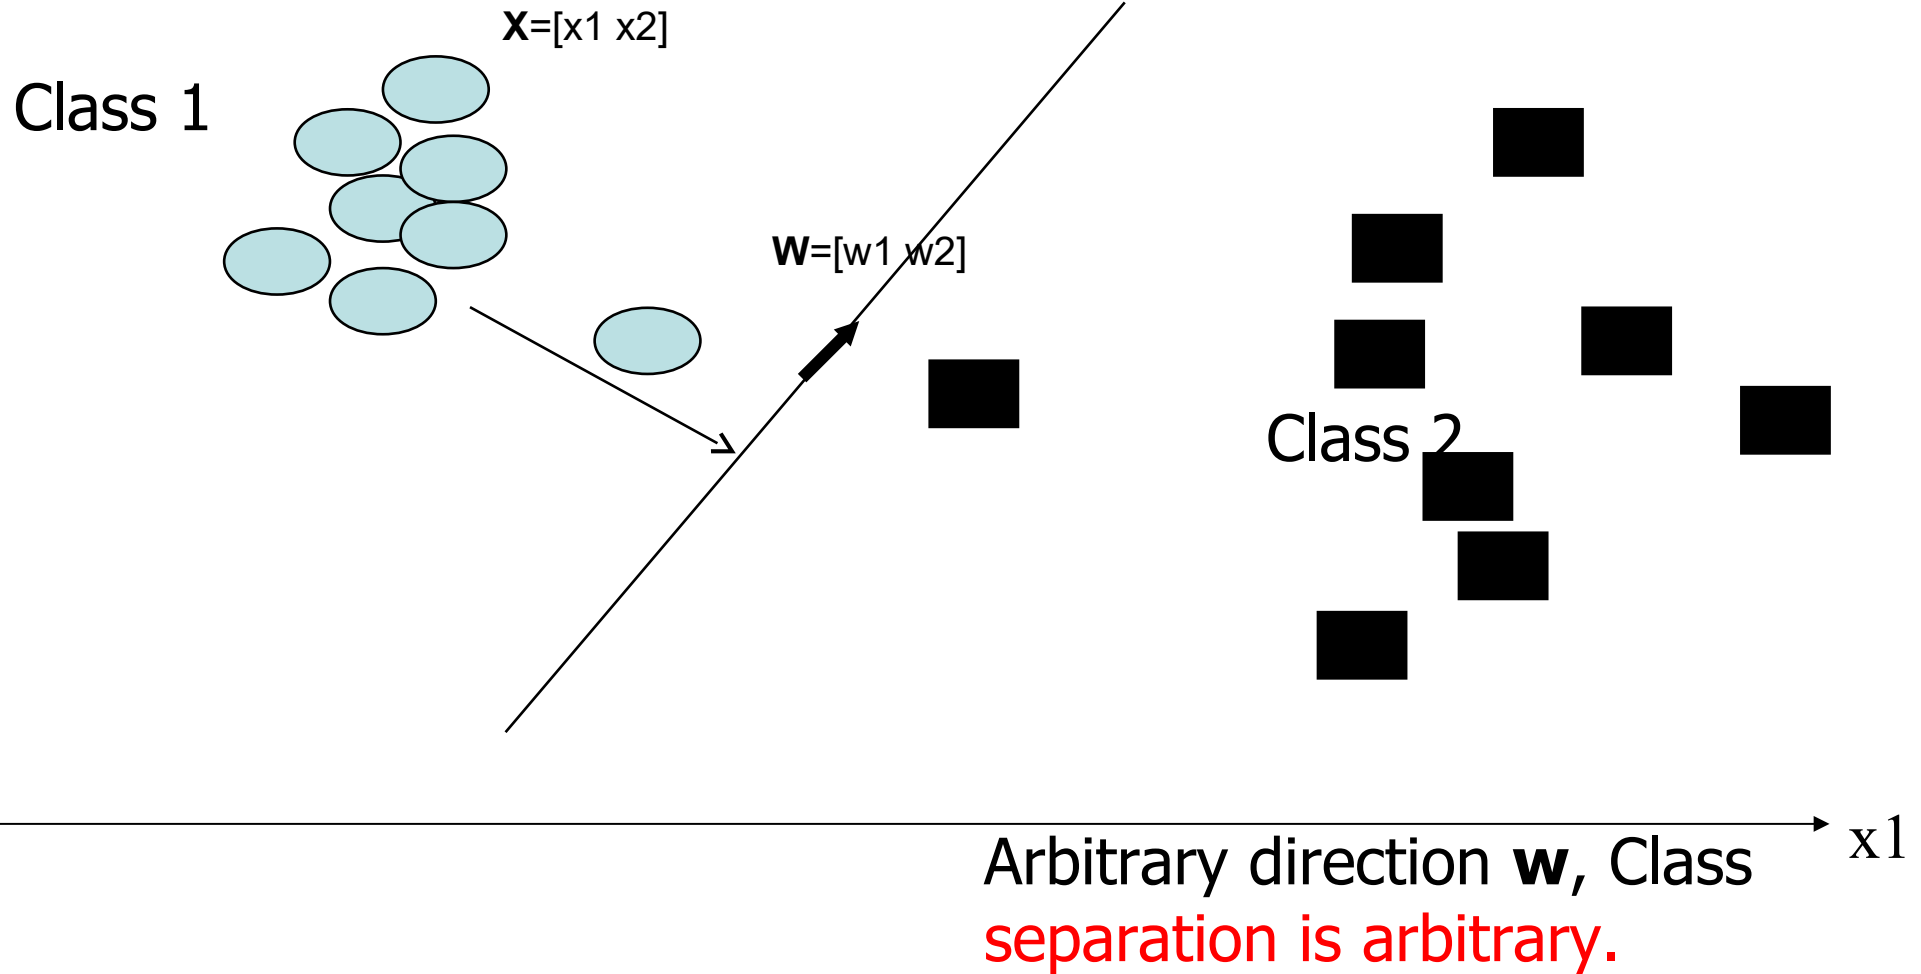 X=[x1 x2]
Class 1
W=[w1 w2]
Class 2
x1
Arbitrary direction w, Class
separation is arbitrary.